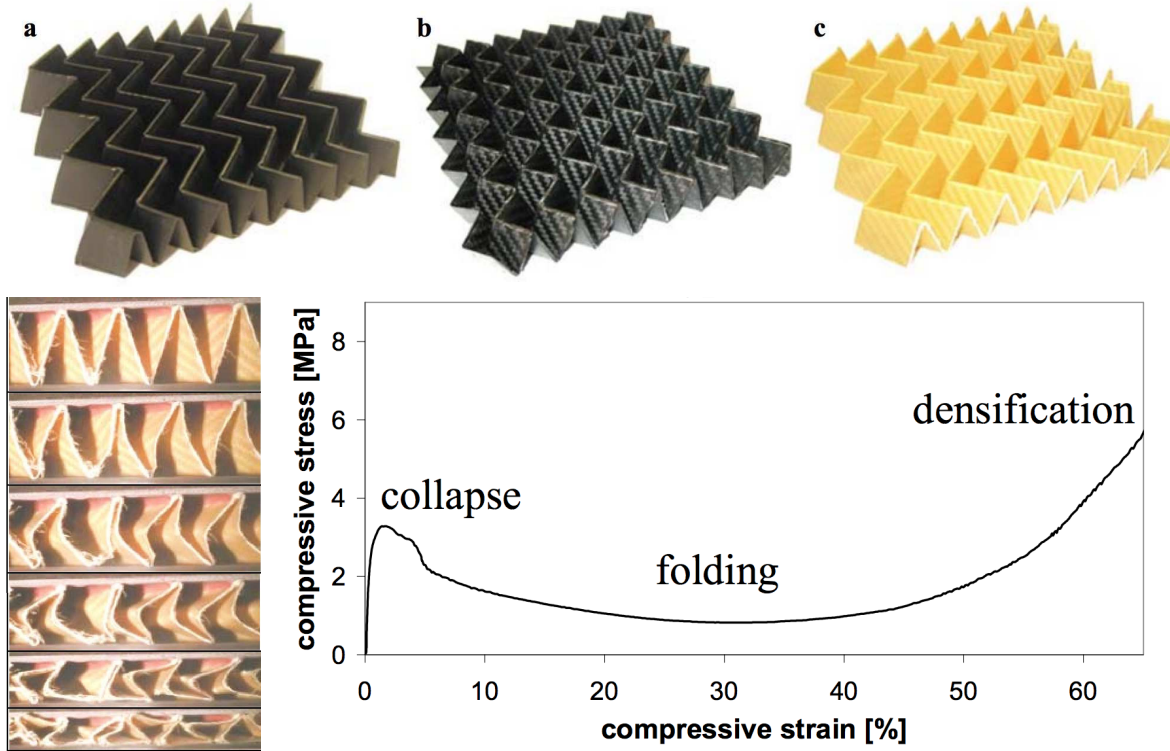 a
b
c
compressive stress [MPa]
8
6
4
2
0
collapse
folding
densification
0 10 20 30 40 50 60
compressive strain [%]